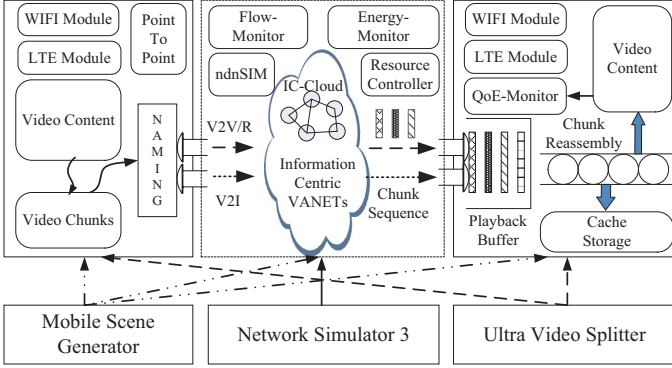 WIFI Module
LTE Module
Point
To
Point
Video Content
Video Chunks
NAMING
Flow-
Monitor
Energy-
Monitor
ndnSIM
Resource
Controller
IC-Cloud
V2V/R
V2I
Information
Centric
VANETs
Chunk
Sequence
WIFI Module
LTE Module
QoE-Monitor
Video
Content
Chunk
Reassembly
Playback
Buffer
Cache
Storage
Mobile Scene
Generator
Network Simulator 3
Ultra Video Splitter